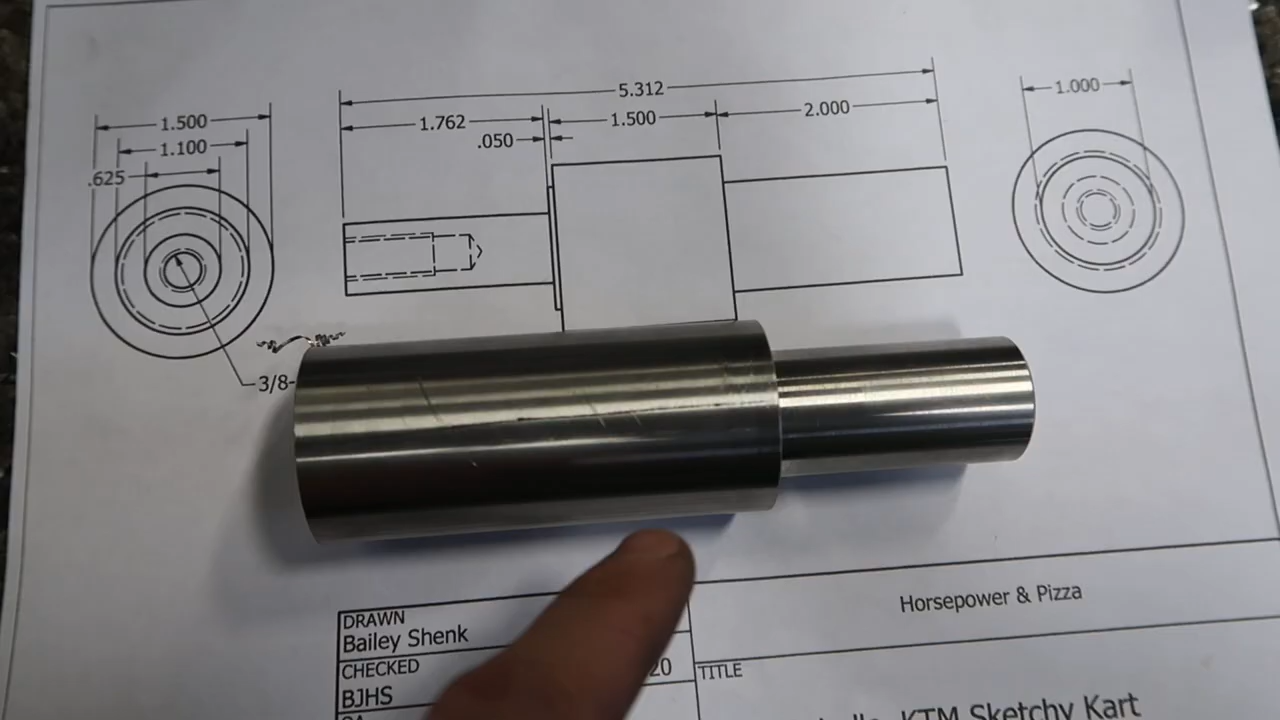 5.312
1.762
1.500
2.000
.050
1.500
1.100
.625
1.000
3/8-
DRAWN
Bailey Shenk
CHECKED
BJHS
20
Horsepower & Pizza
TITLE
KTM Sketchy Kart